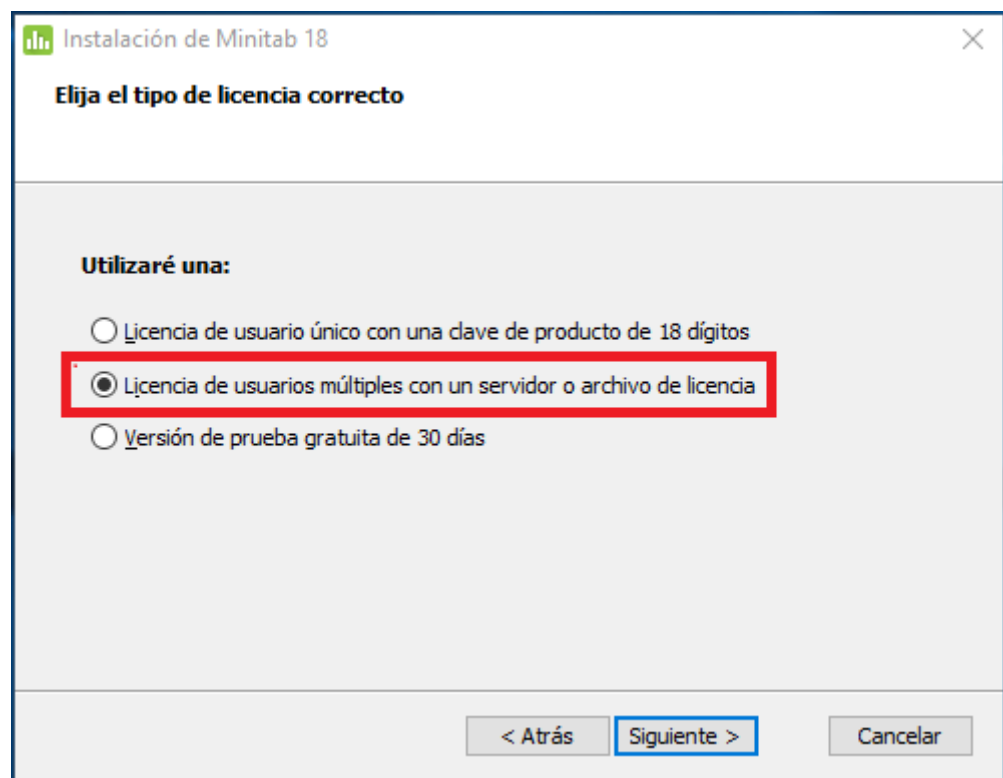 Instalación de Minitab 18
Elija el tipo de licencia correcto
Utilizaré una:
Licencia de usuario único con una clave de producto de 18 dígitos
Licencia de usuarios múltiples con un servidor o archivo de licencia
Versión de prueba gratuita de 30 días
< Atrás Siguiente > Cancelar